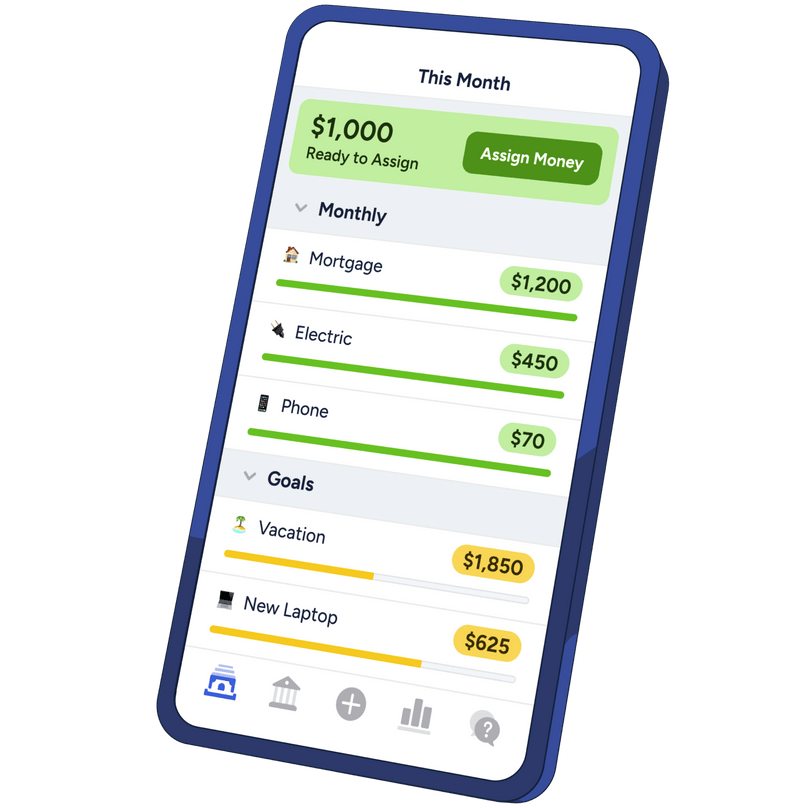 This Month
$1,000
Ready to Assign
Assign Money
Monthly
Mortgage
$1,200
Electric
$450
Phone
$70
Goals
Vacation
$1,850
New Laptop
$625
?